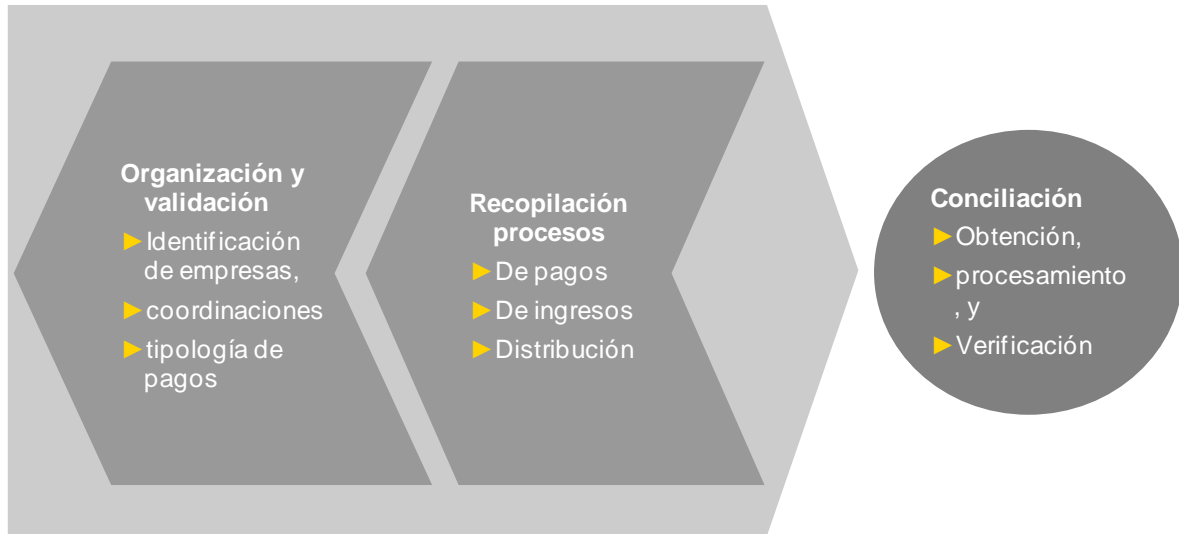 Organización y
validación
►Identificación
de empresas,
►coordinaciones
►tipología de
pagos
Recopilación
procesos
►De pagos
►De ingresos
►Distribución
Conciliación
►Obtención,
►procesamiento
, y
►Verificación